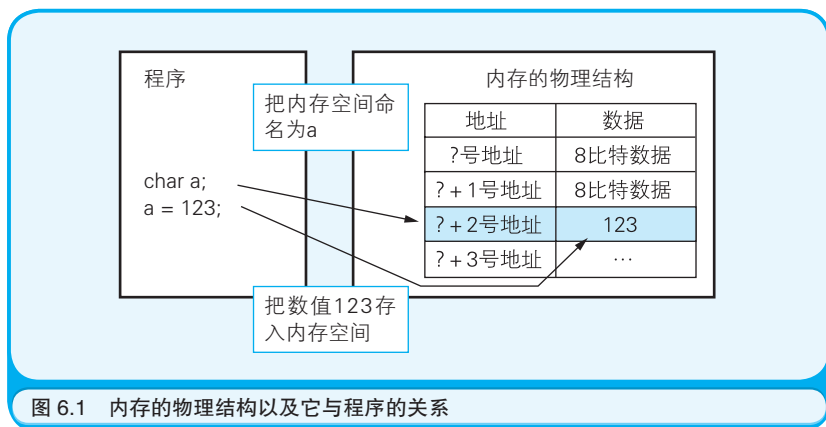 程序
把内存空间命
名为a
char a;
a = 123;
把数值123存
入内存空间
内存的物理结构
地址 数据
?号地址 8比特数据
?+1号地址 8比特数据
?+2号地址 123
?+3号地址 …
图 6.1 内存的物理结构以及它与程序的关系